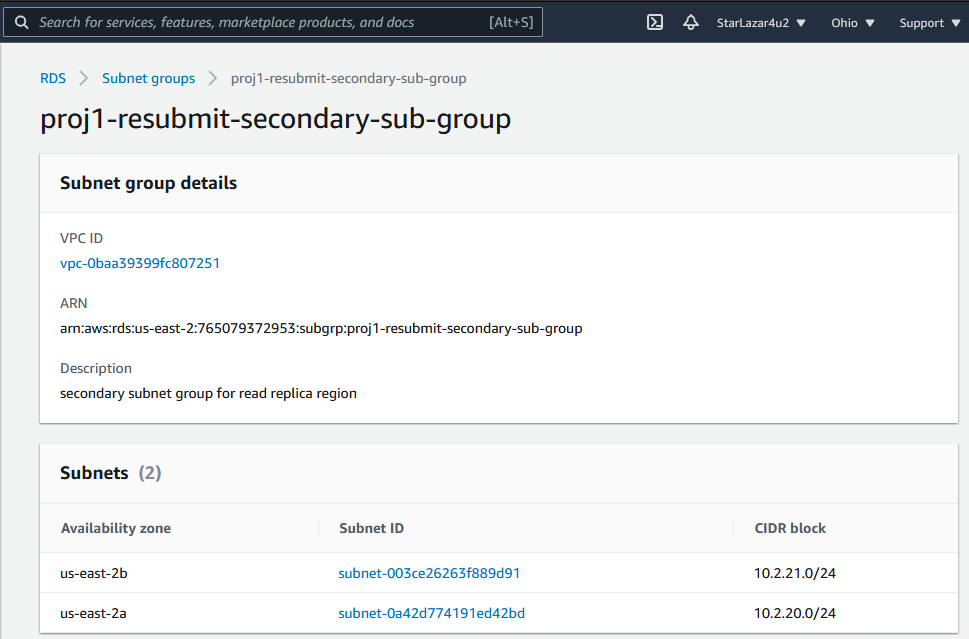 Search for services, features, marketplace products, and docs [Alt+S] StarLazar4u2 Ohio Support
RDS Subnet groups proj1-resubmit-secondary-sub-group
proj1-resubmit-secondary-sub-group
Subnet group details
VPC ID
vpc-0baa39399fc807251
ARN
arn:aws:rds:us-east-2:765079372953:subgrp:proj1-resubmit-secondary-sub-group
Description
secondary subnet group for read replica region
Subnets (2)
Availability zone Subnet ID CIDR block
us-east-2b subnet-003ce26263f889d91 10.2.21.0/24
us-east-2a subnet-0a42d774191ed42bd 10.2.20.0/24